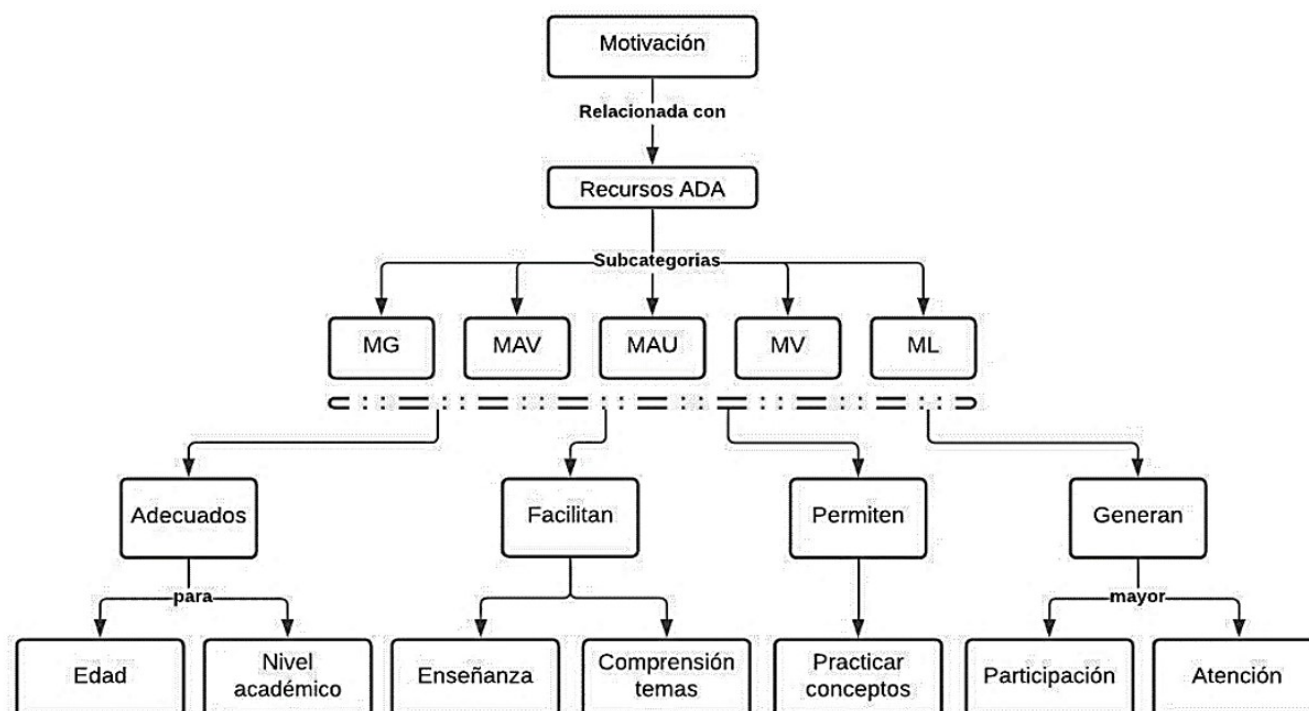 Motivación
Relacionada con
Recursos ADA
Subcategorias
MG
MAV
MAU
MV
ML
Adecuados
Facilitan
Permiten
Generan
para
mayor
Edad
Nivel
académico
Enseñanza
Comprensión
temas
Practicar
conceptos
Participación
Atención